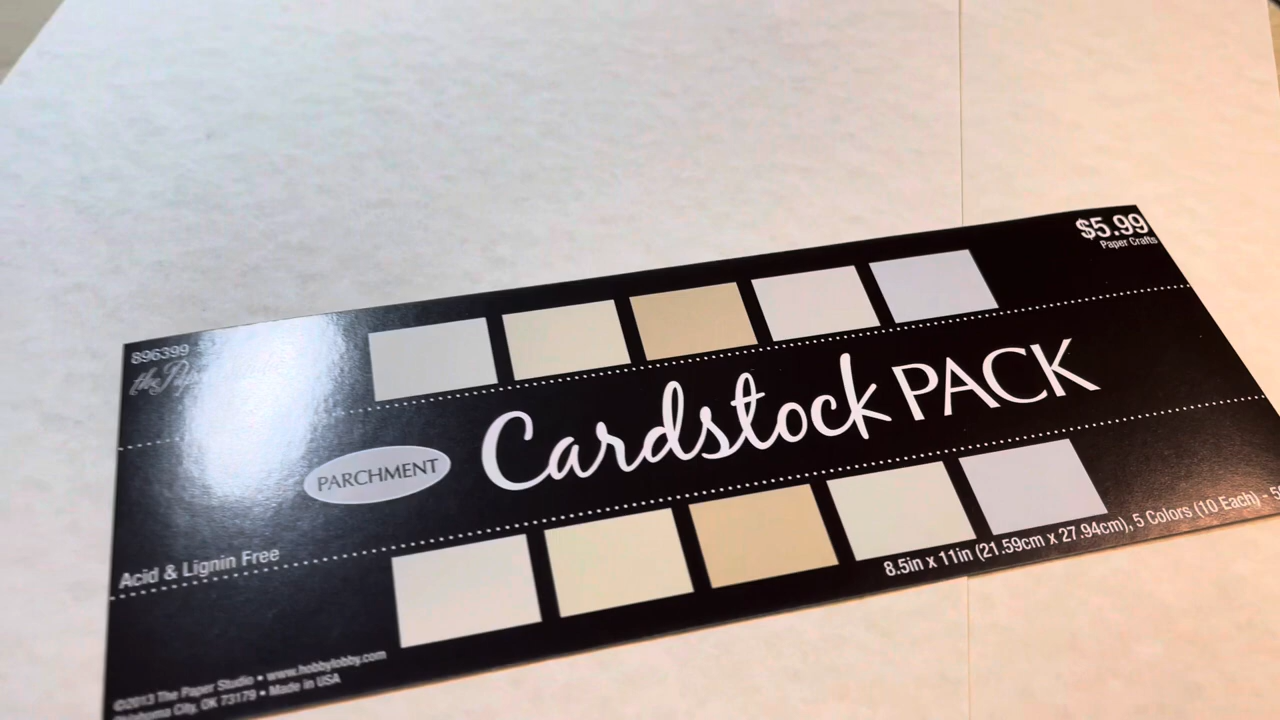 $5.99
Paper Crafts
896399
the
Cardstock PACK
PARCHMENT
Acid & Lignin Free
8.5in x 11in (21.59cm x 27.94cm), 5 Colors (10 Each) -
©2013 The Paper Studio • www.hobbylobby.com
Oklahoma City, OK 73179 • Made in USA